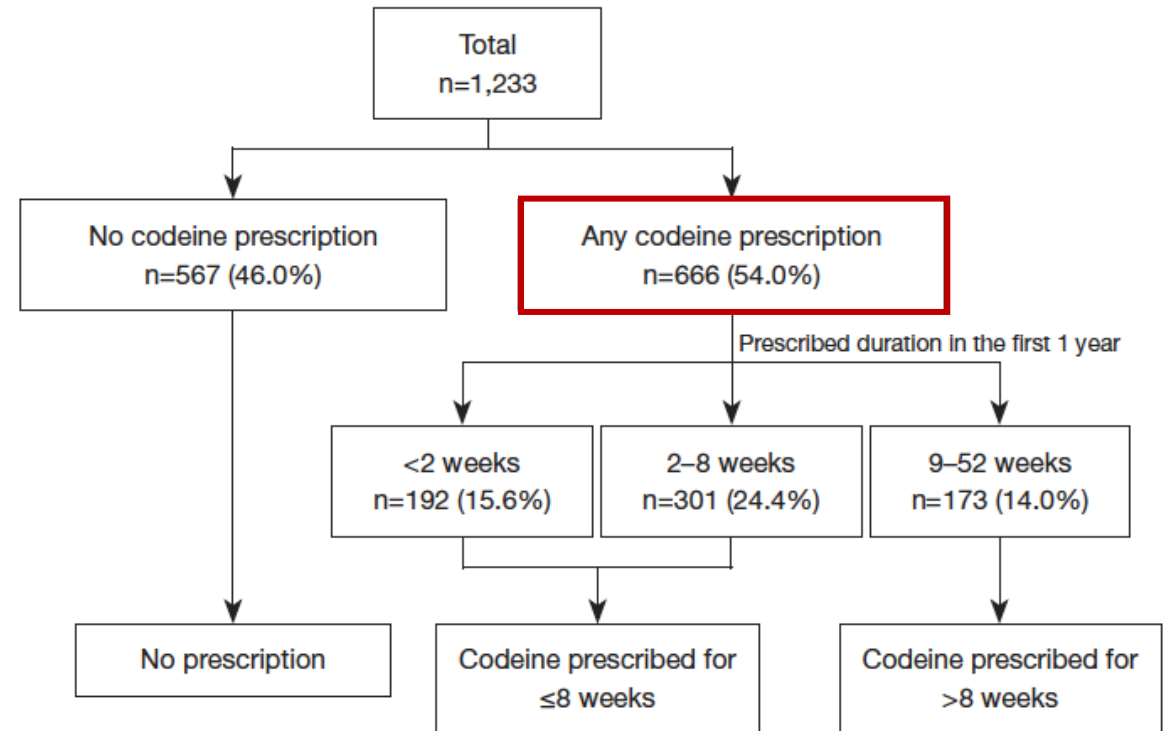 Total
n=1,233
No codeine prescription
n=567 (46.0%)
Any codeine prescription
n=666 (54.0%)
Prescribed duration in the first 1 year
<2 weeks
n=192 (15.6%)
2–8 weeks
n=301 (24.4%)
9–52 weeks
n=173 (14.0%)
No prescription
Codeine prescribed for
≤8 weeks
Codeine prescribed for
>8 weeks